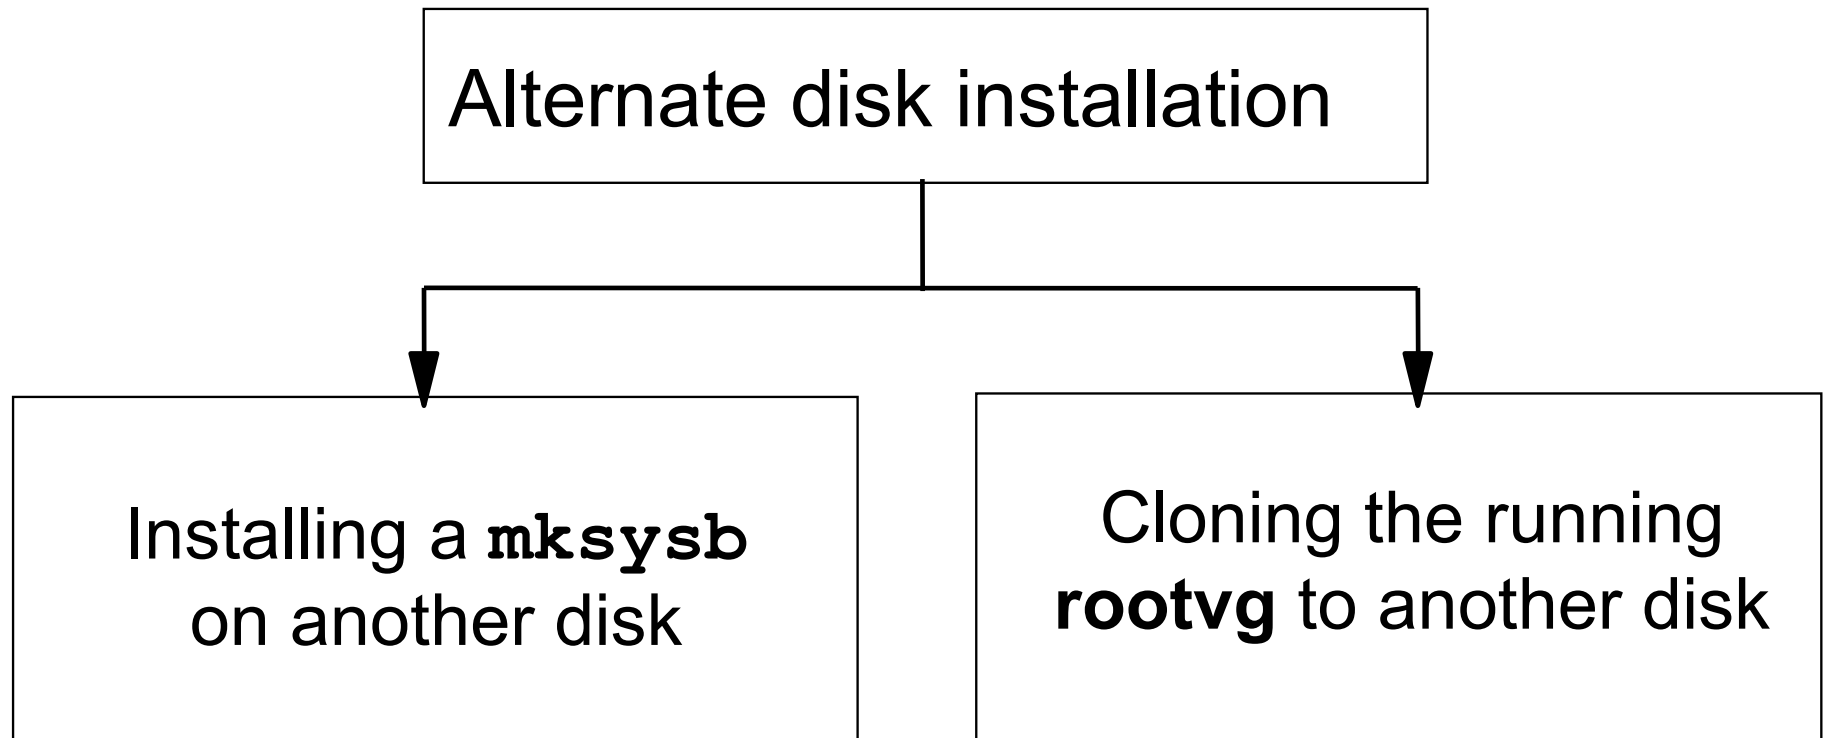 Alternate disk installation
Installing a mksysb
on another disk
Cloning the running
rootvg to another disk